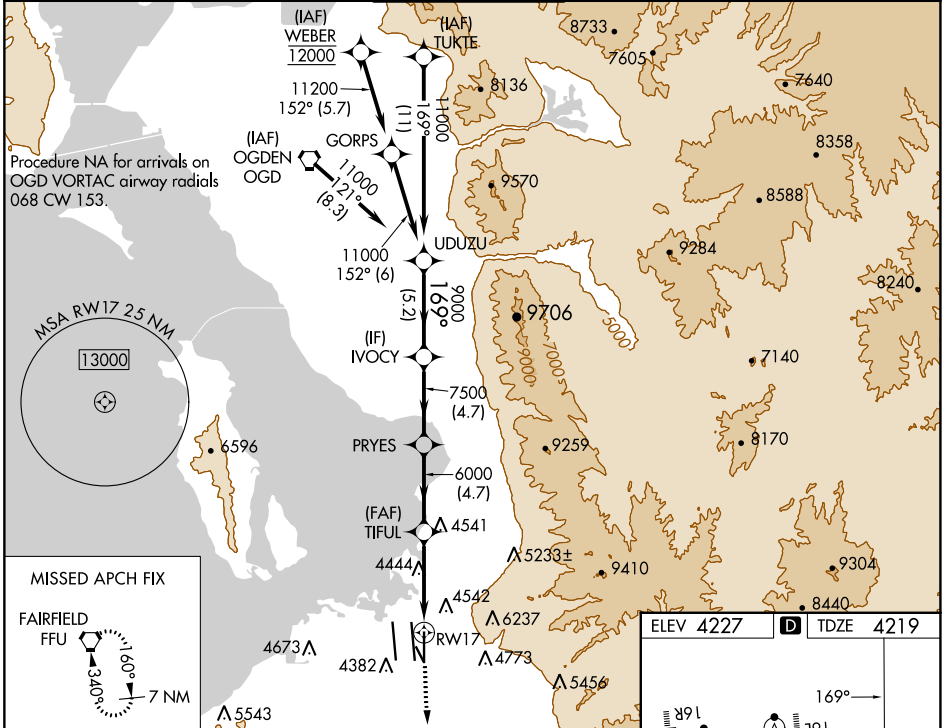 (IAF)
WEBER
12000
(IAF)
TUKTE
8733
7605
7640
8136
11200
152° (5.7)
11000
169°
(11)
(IAF)
OGDEN
OGD
GORPS
Procedure NA for arrivals on
OGD VORTAC airway radials
068 CW 153.
11000
121°
(8.3)
9570
8358
8588
11000
152° (6)
UDUZU
9284
8240
9000
169°
(5.2)
9706
5000
7000
9000
MSA RW17 25 NM
13000
(IF)
IVOCY
7140
7500
(4.7)
6596
PRYES
9259
8170
6000
(4.7)
(FAF)
TIFUL
4541
4444
5233±
9410
9304
8440
4542
6237
RW17
4673
4382
4773
5456
5543
MISSED APCH FIX
FAIRFIELD
FFU
160°
340°
7 NM
ELEV 4227
D
TDZE 4219
169°
16R
16L